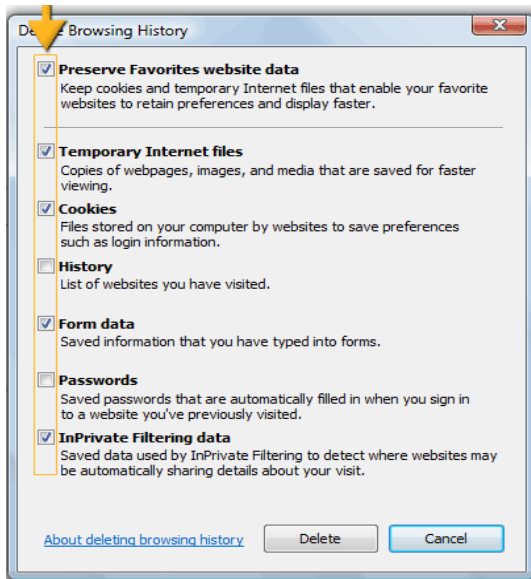 De e Browsing History
Preserve Favorites website data
Keep cookies and temporary Internet files that enable your favorite
websites to retain preferences and display faster.
Temporary Internet files
Copies of webpages, images, and media that are saved for faster
viewing.
Cookies
Files stored on your computer by websites to save preferences
such as login information.
History
List of websites you have visited.
Form data
Saved information that you have typed into forms.
Passwords
Saved passwords that are automatically filled in when you sign in
to a website you've previously visited.
InPrivate Filtering data
Saved data used by InPrivate Filtering to detect where websites may
be automatically sharing details about your visit.
About deleting browsing history
Delete
Cancel